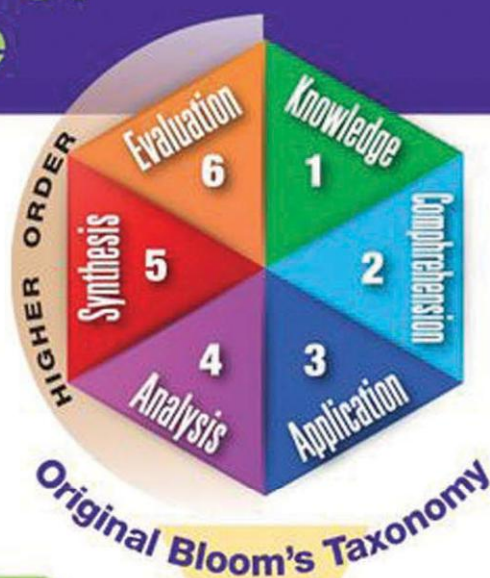 Knowledge
1
Comprehension
2
3
Application
4
Analysis
Synthesis
5
Evaluation
6
HIGHER ORDER
Original Bloom's Taxonomy